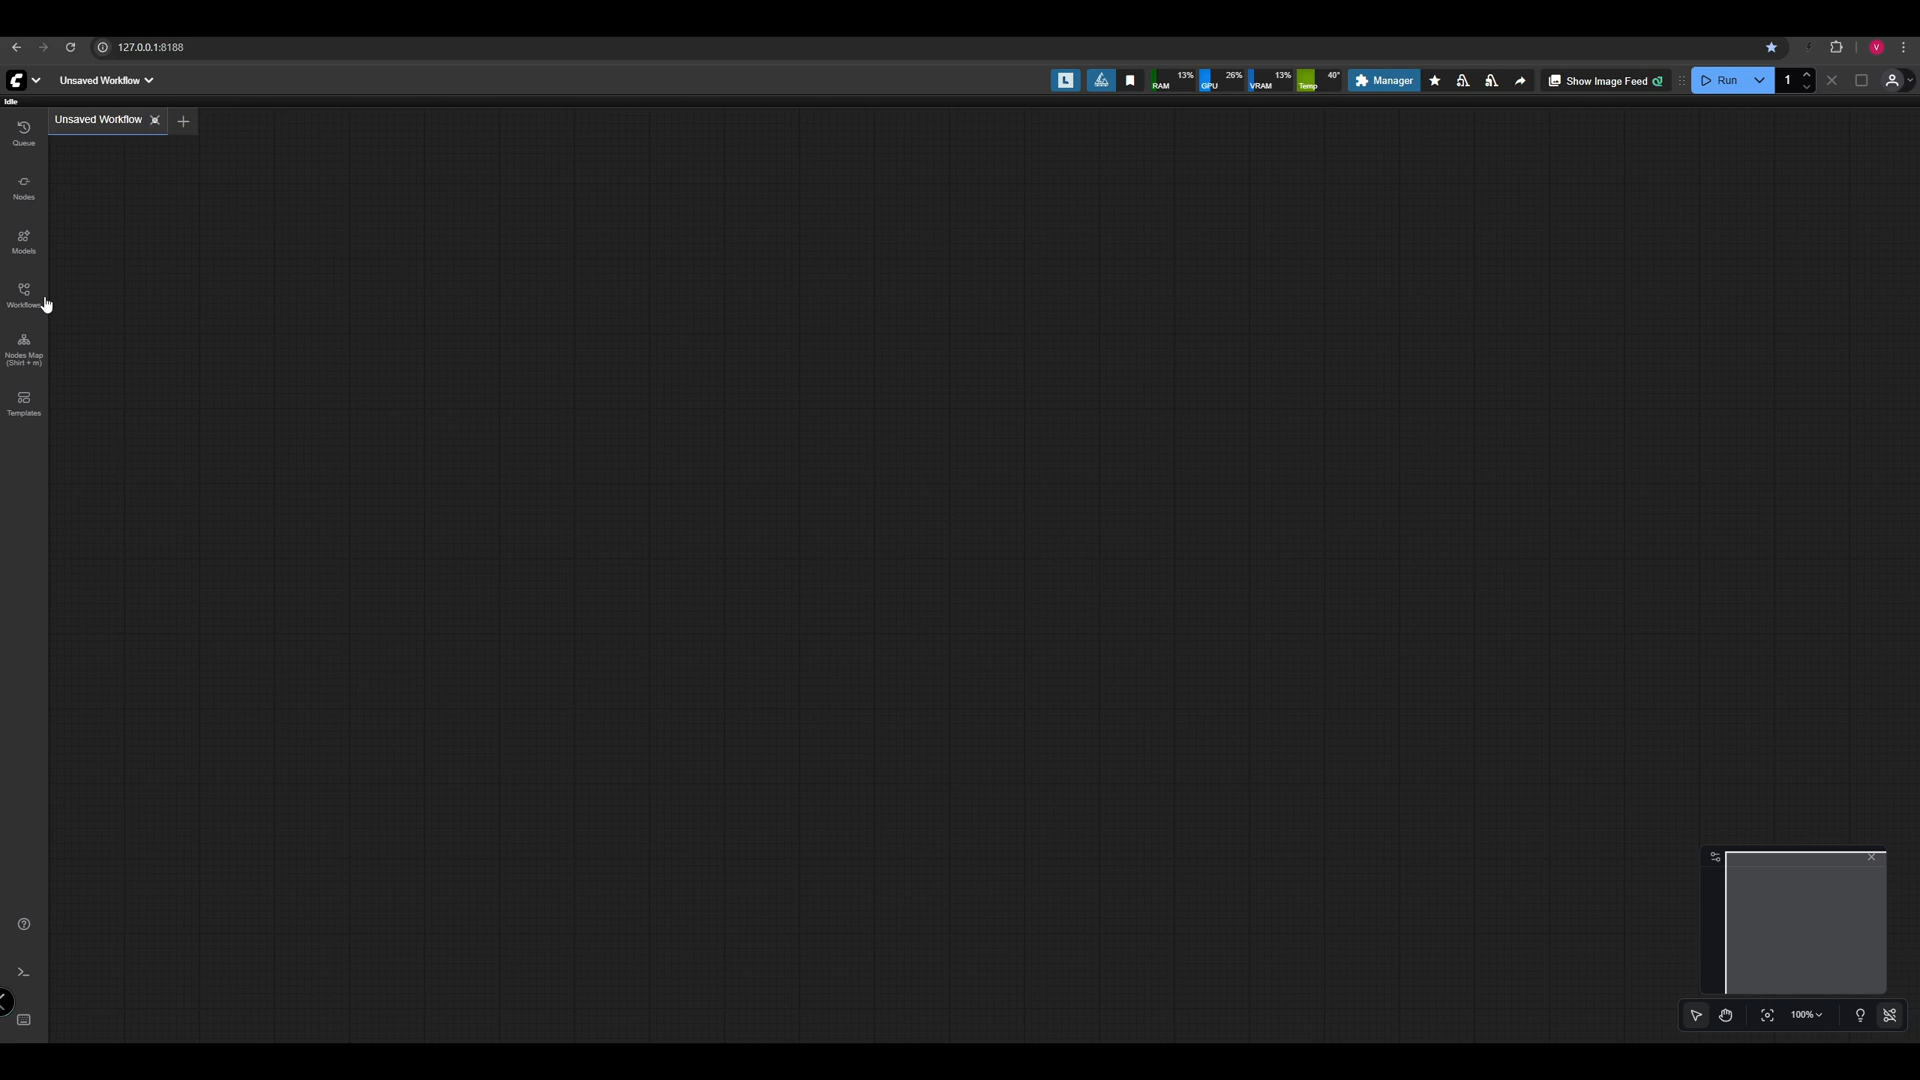 127.0.0.1:8188
Unsaved Workflow
RAM 13%
GPU 26%
VRAM 13%
Temp 40°
Manager
Show Image Feed
Run
1
Idle
Unsaved Workflow
Queue
Nodes
Models
Workflows
Nodes Map
(Shirt + m)
Templates
100%